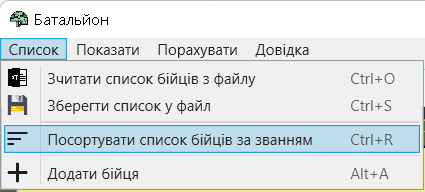 Батальйон
Список Показати Порахувати Довідка
Зчитати список бійців з файлу Ctrl+O
Зберегти список у файл Ctrl+S
Посортувати список бійців за званням Ctrl+R
Додати бійця Alt+A